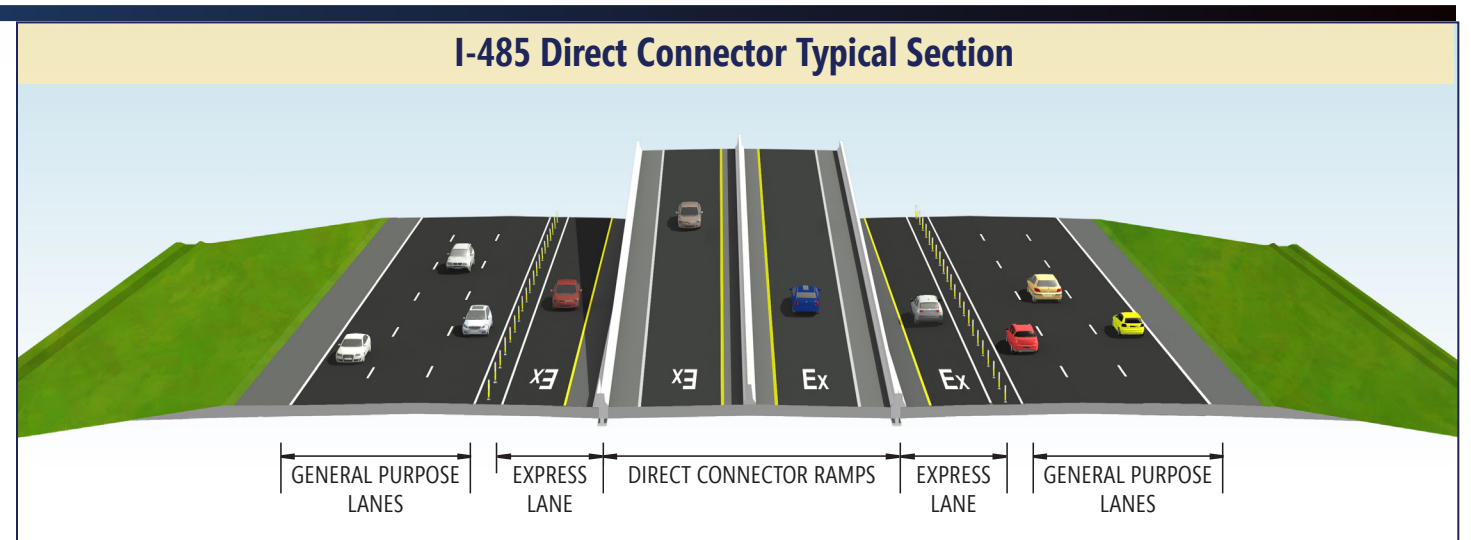 I-485 Direct Connector Typical Section
Ex
Ex
Ex
Ex
GENERAL PURPOSE
LANES
EXPRESS
LANE
DIRECT CONNECTOR RAMPS
EXPRESS
LANE
GENERAL PURPOSE
LANES